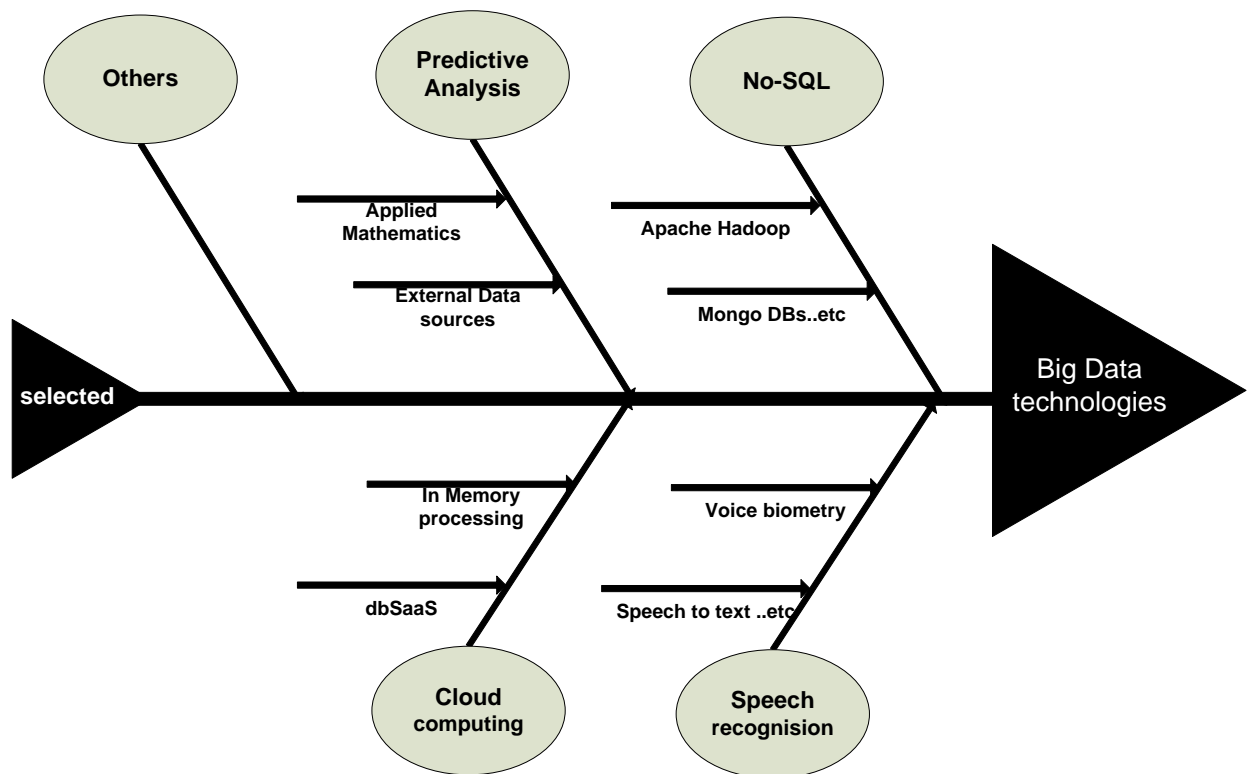 Others
Predictive
Analysis
No-SQL
Applied
Mathematics
Apache Hadoop
External Data
sources
Mongo DBs..etc
selected
Big Data
technologies
In Memory
processing
Voice biometry
dbSaaS
Speech to text ..etc
Cloud
computing
Speech
recognision